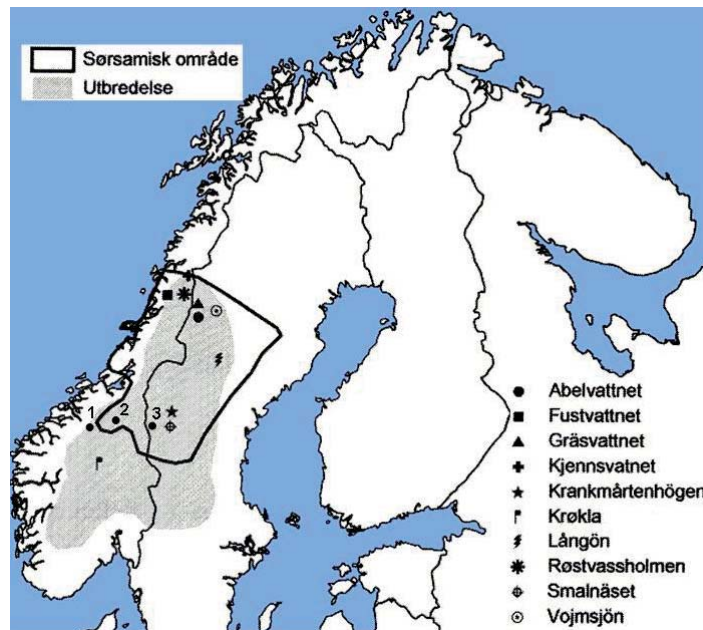 Sørsamisk område
Utbredelse
1
2
3
Abelvattnet
Fustvattnet
Gräsvattnet
Kjennsvatnet
Krankmårtenhögen
Krøkla
Långön
Røstvassholmen
Smalnäset
Vojmsjön